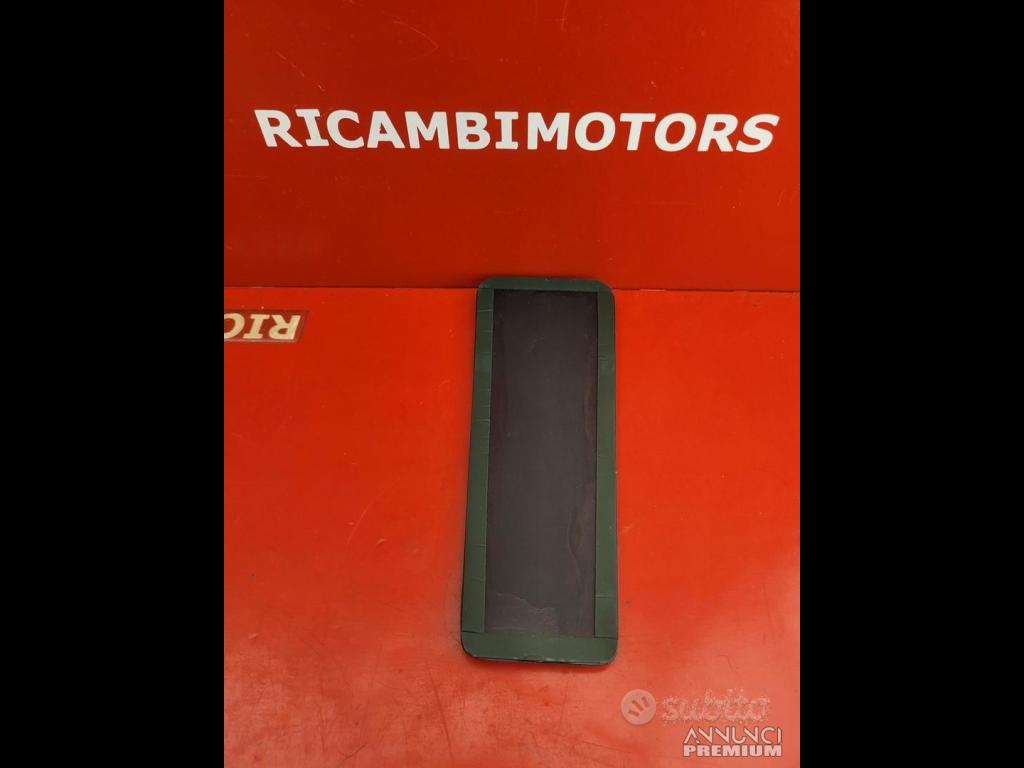 RICAMBIMOTORS
RIC
subito
ANNUNCI
PREMIUM